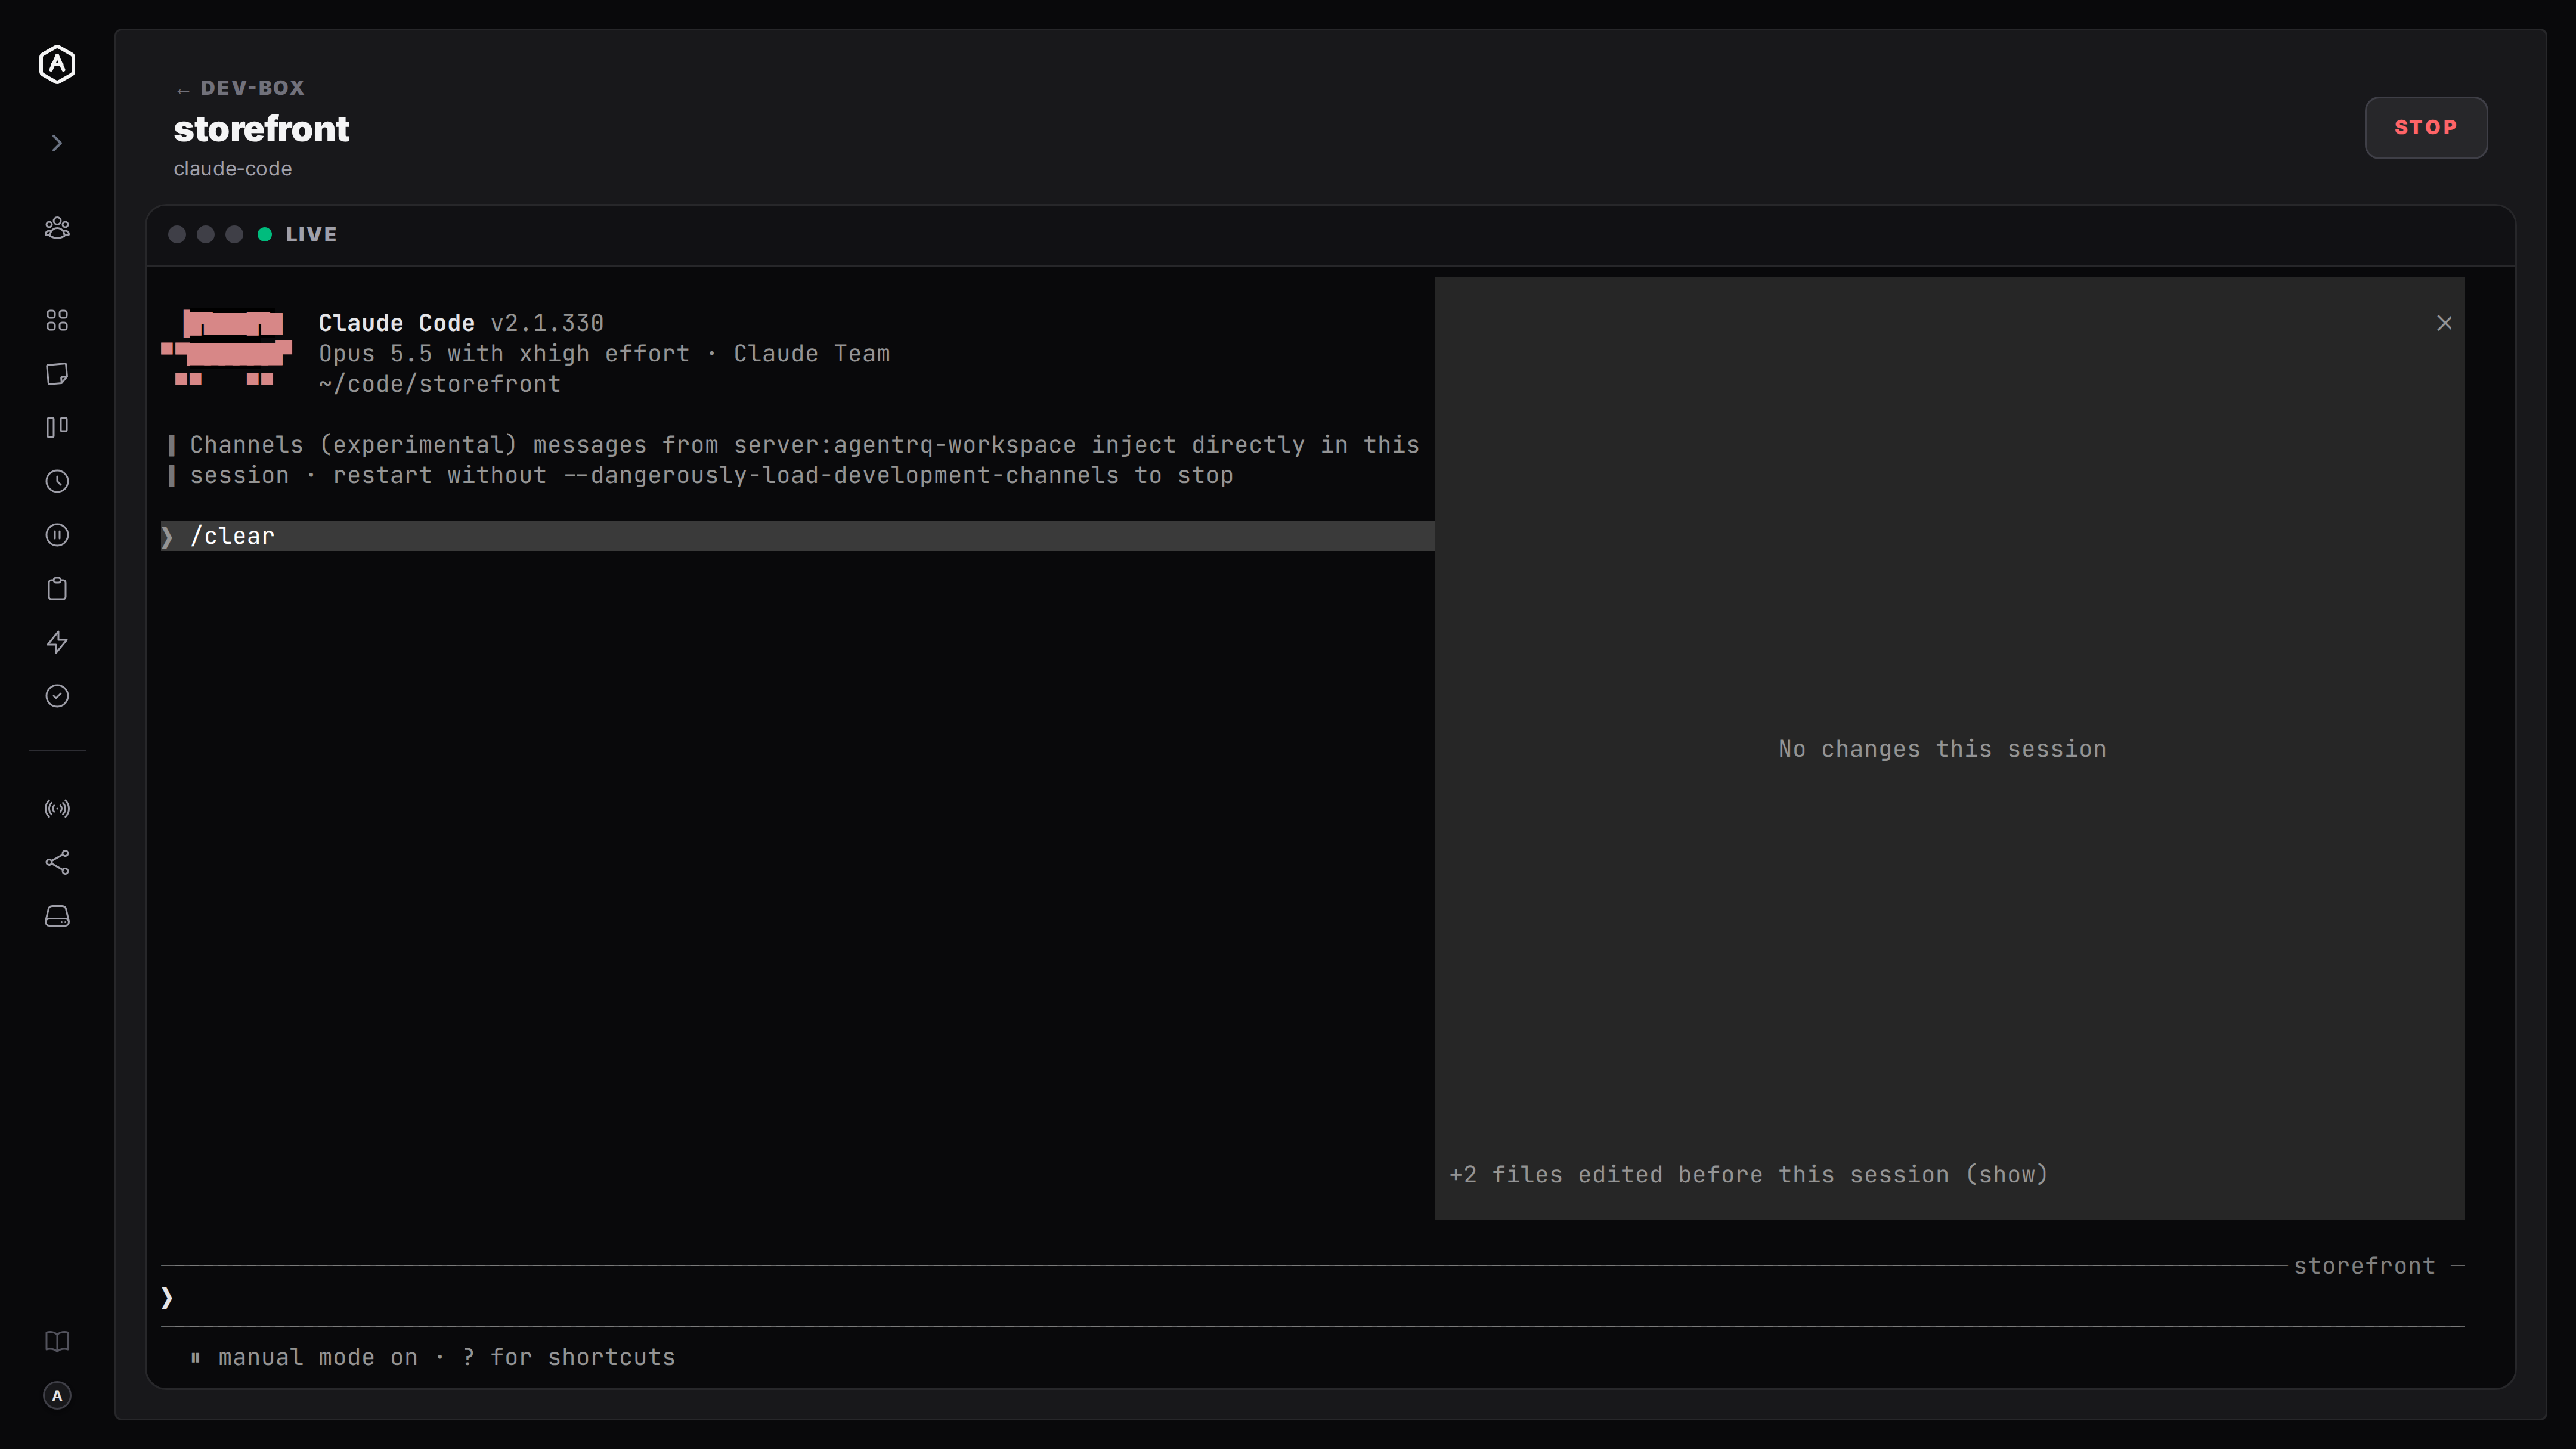 ← DEV-BOX
storefront
claude-code
STOP
LIVE
Claude Code v2.1.330
Opus 5.5 with xhigh effort · Claude Team
~/code/storefront
Channels (experimental) messages from server:agentrq-workspace inject directly in this
session · restart without --dangerously-load-development-channels to stop
❯ /clear
No changes this session
+2 files edited before this session (show)
storefront
❯
⏸ manual mode on · ? for shortcuts
A